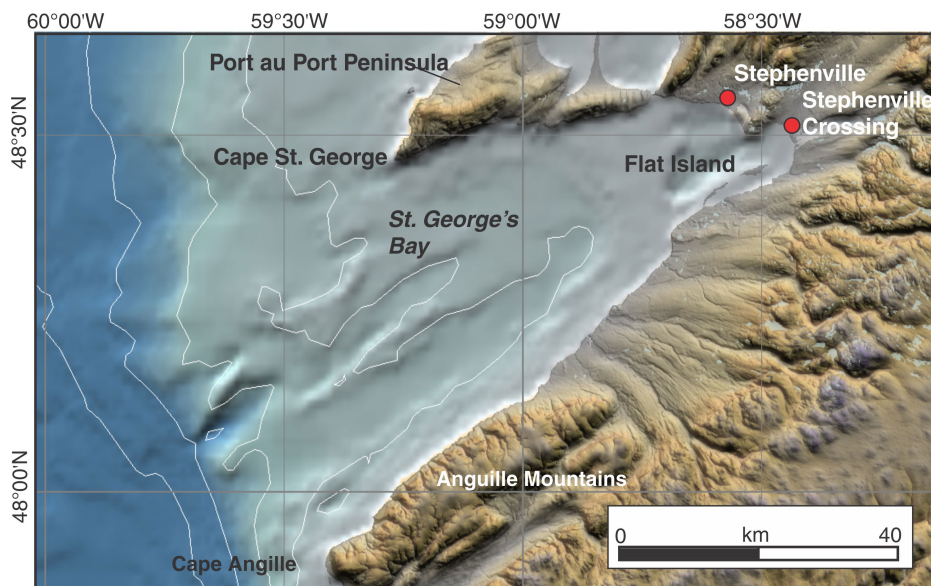 60°00'W 59°30'W 59°00'W 58°30'W
Port au Port Peninsula
Stephenville
Stephenville
Crossing
48°30'N
Cape St. George
Flat Island
St. George's
Bay
48°00'N
Anguille Mountains
0 km 40
Cape Angille